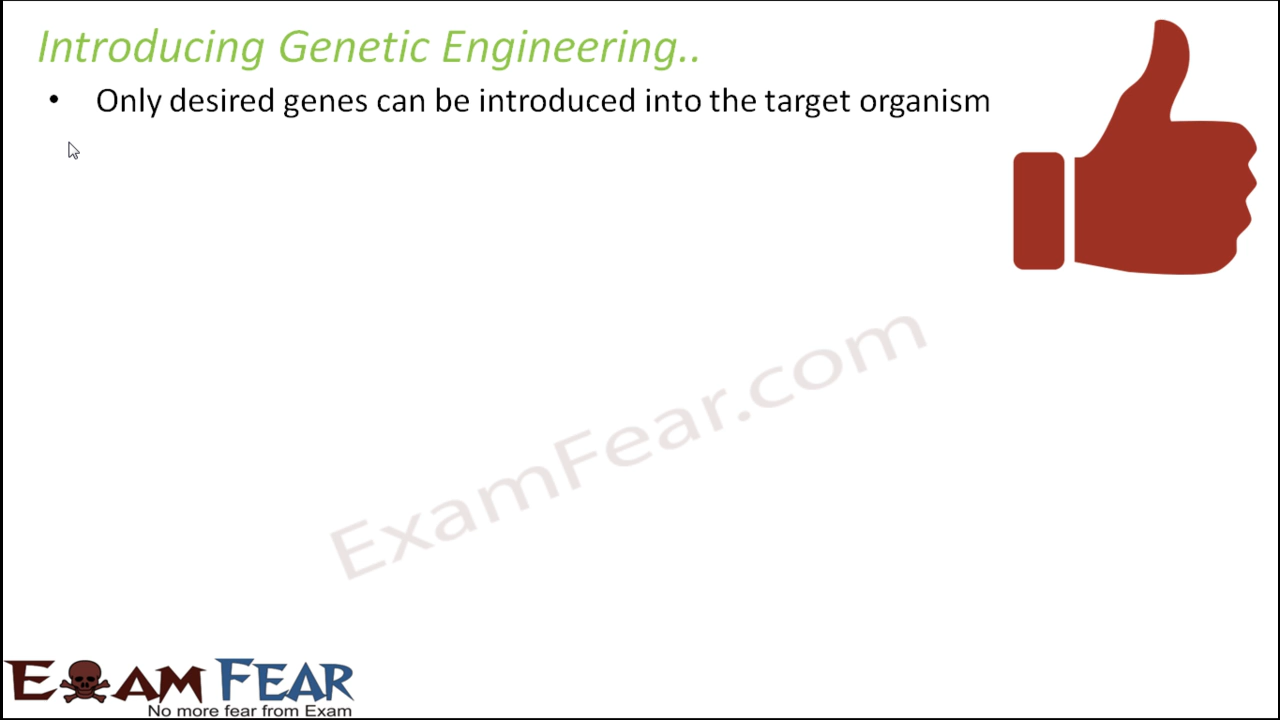 Introducing Genetic Engineering..
• Only desired genes can be introduced into the target organism
ExamFear.com
EXAM FEAR
No more fear from Exam